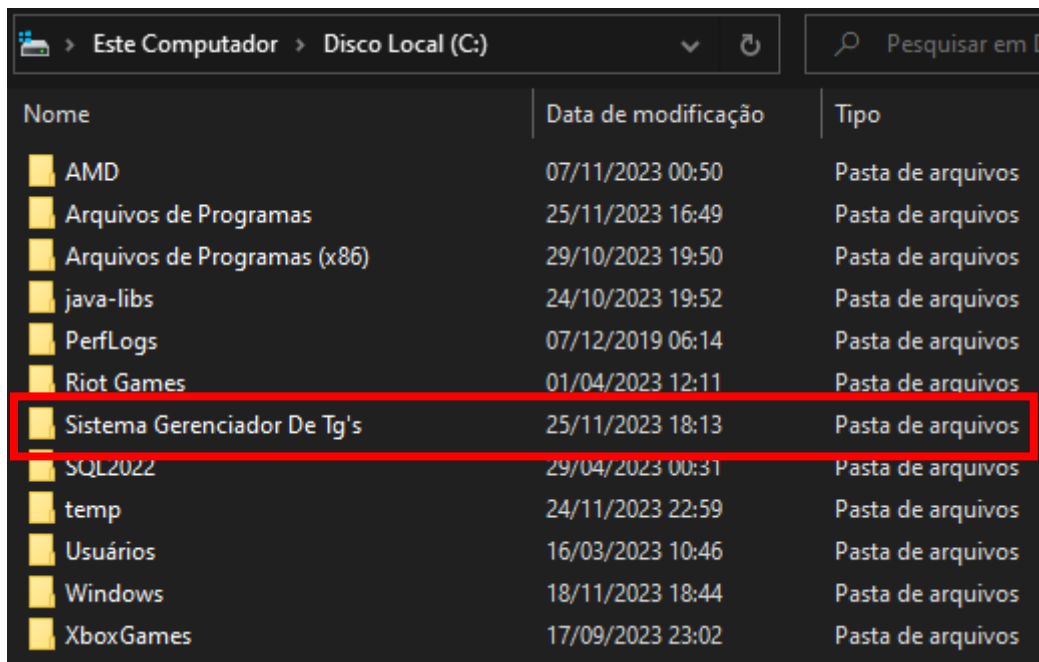 Este Computador > Disco Local (C:) Pesquisar em
Nome Data de modificação Tipo
AMD 07/11/2023 00:50 Pasta de arquivos
Arquivos de Programas 25/11/2023 16:49 Pasta de arquivos
Arquivos de Programas (x86) 29/10/2023 19:50 Pasta de arquivos
java-libs 24/10/2023 19:52 Pasta de arquivos
PerfLogs 07/12/2019 06:14 Pasta de arquivos
Riot Games 01/04/2023 12:11 Pasta de arquivos
Sistema Gerenciador De Tg's 25/11/2023 18:13 Pasta de arquivos
SQL2022 29/04/2023 00:31 Pasta de arquivos
temp 24/11/2023 22:59 Pasta de arquivos
Usuários 16/03/2023 10:46 Pasta de arquivos
Windows 18/11/2023 18:44 Pasta de arquivos
XboxGames 17/09/2023 23:02 Pasta de arquivos